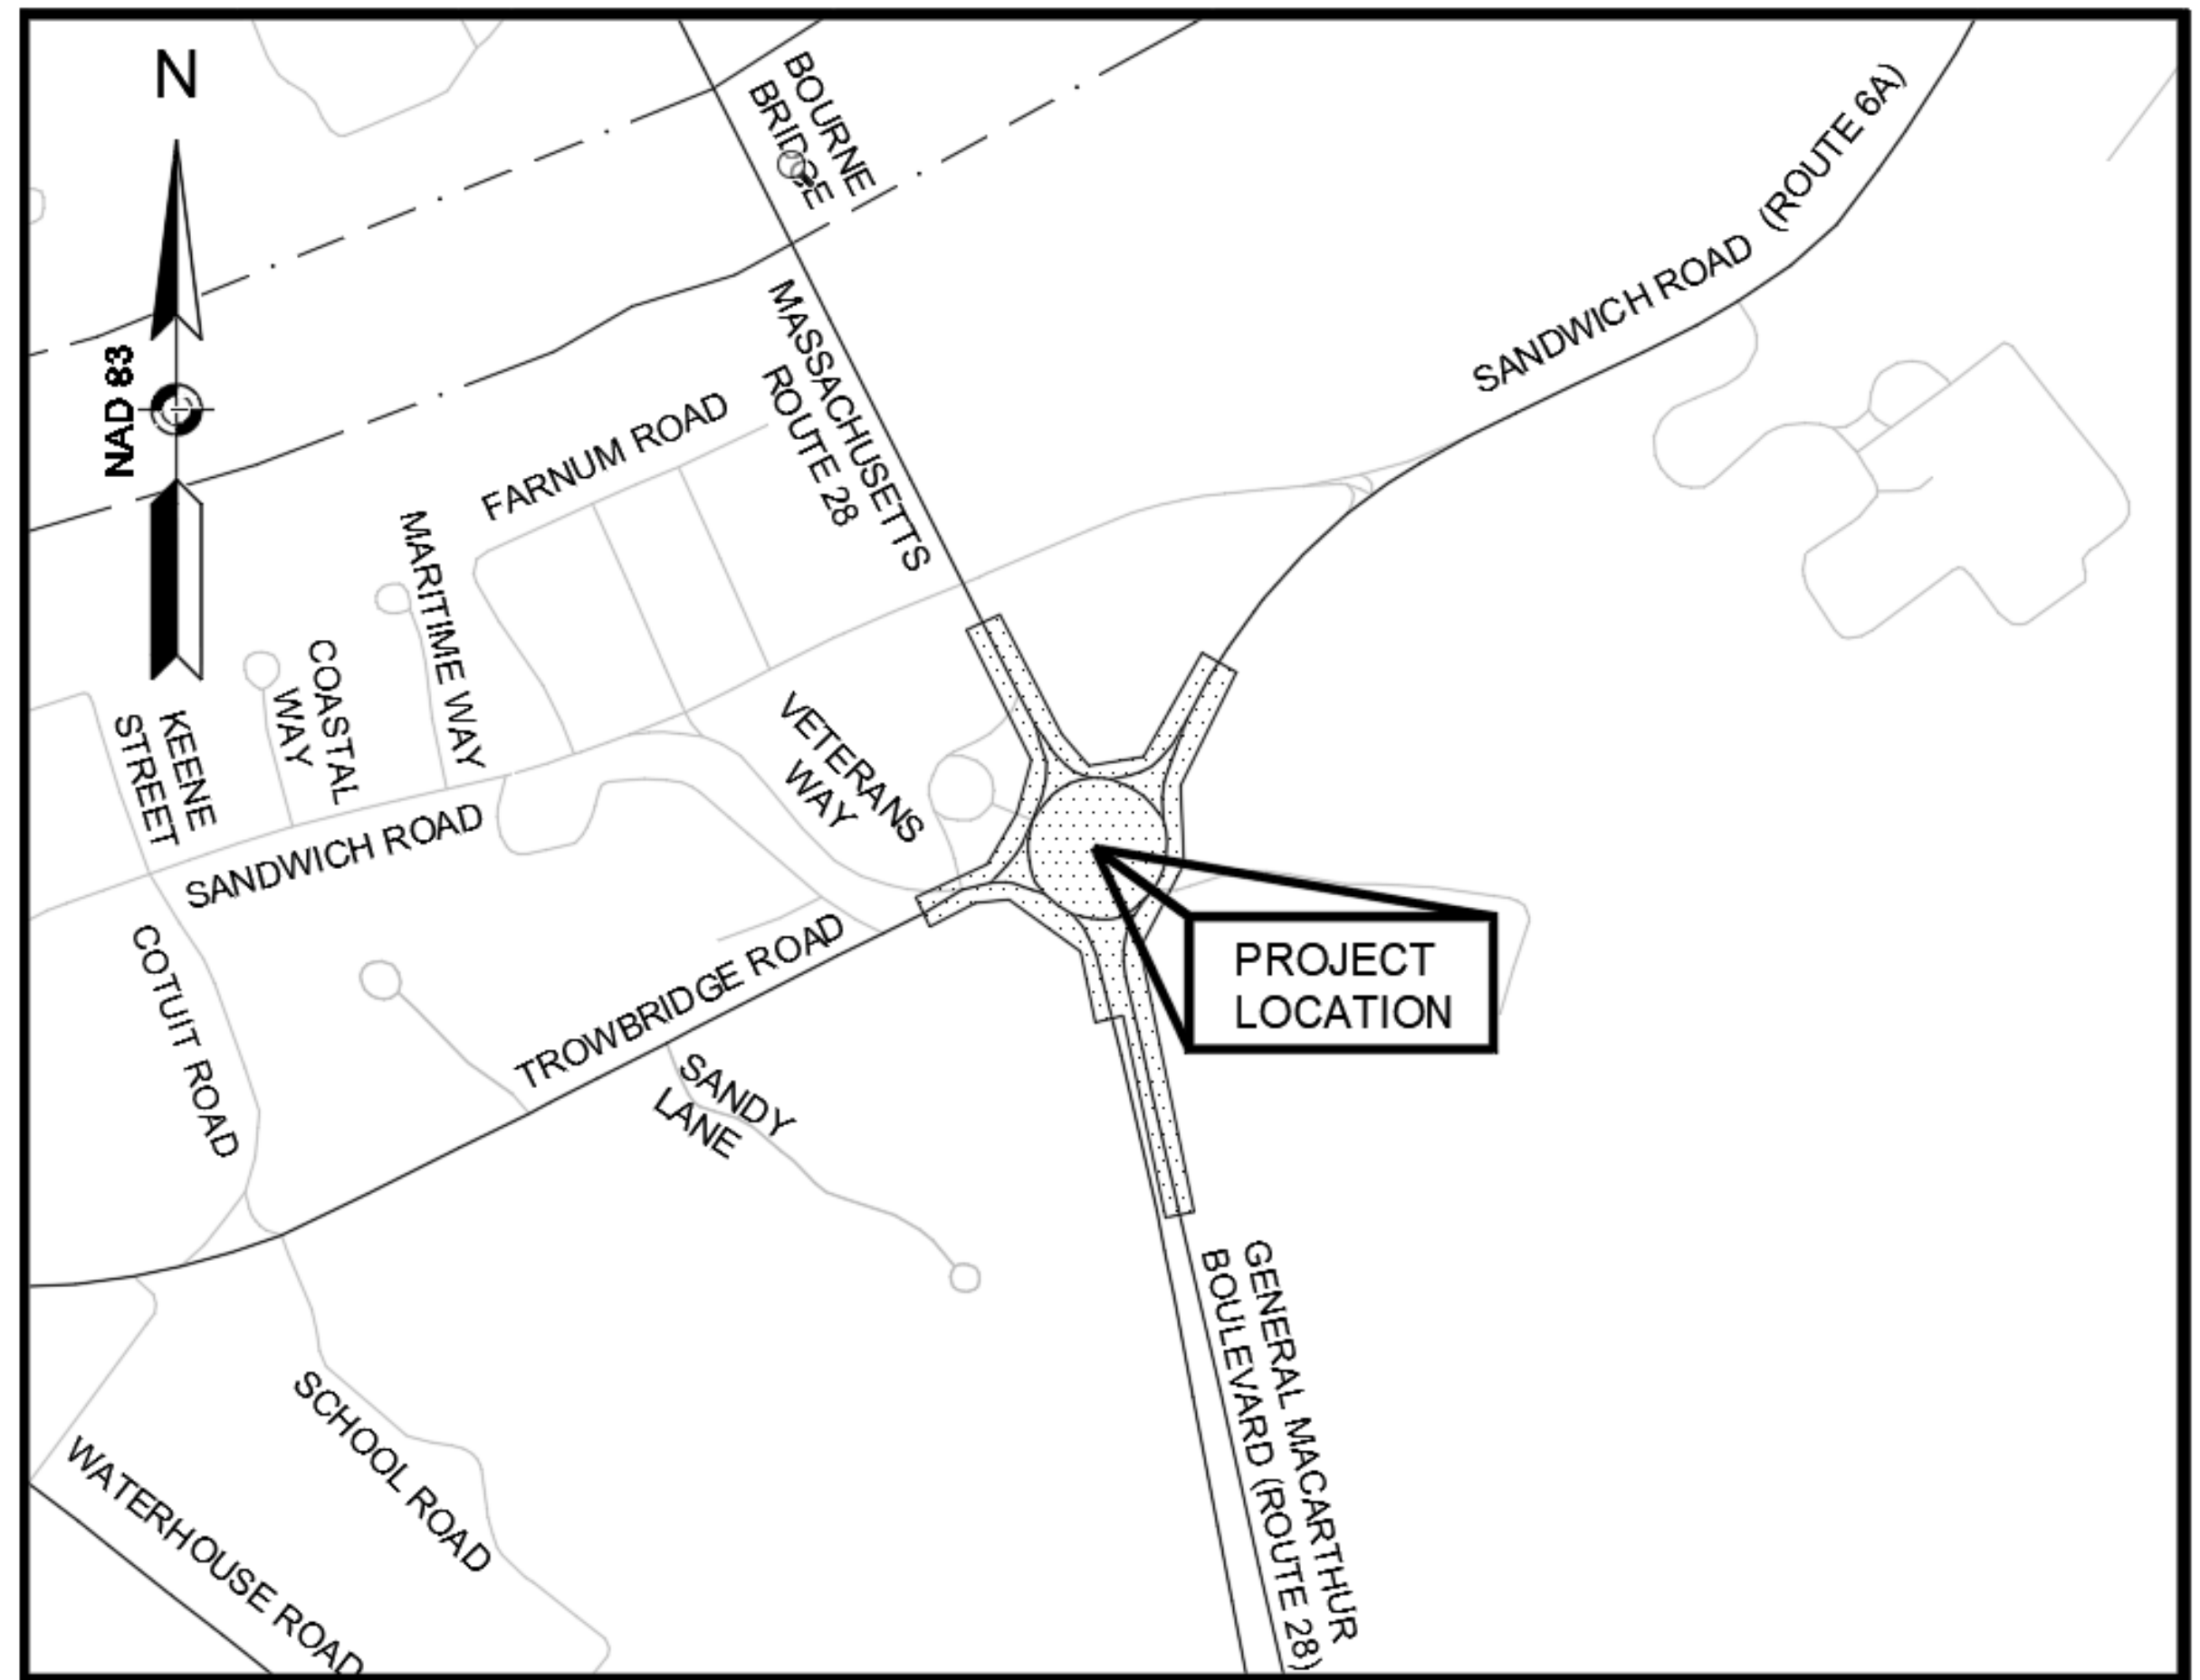 N
BOURNE
BRIDGE
SANDWICH ROAD (ROUTE 6A)
NAD 83
MASSACHUSETTS
ROUTE 28
FARNUM ROAD
MARITIME WAY
COASTAL
WAY
KEENE
STREET
VETERANS
WAY
SANDWICH ROAD
COTUIT ROAD
TROWBRIDGE ROAD
PROJECT
LOCATION
SANDY
LANE
GENERAL MACARTHUR
BOULEVARD (ROUTE 28)
SCHOOL ROAD
WATERHOUSE ROAD